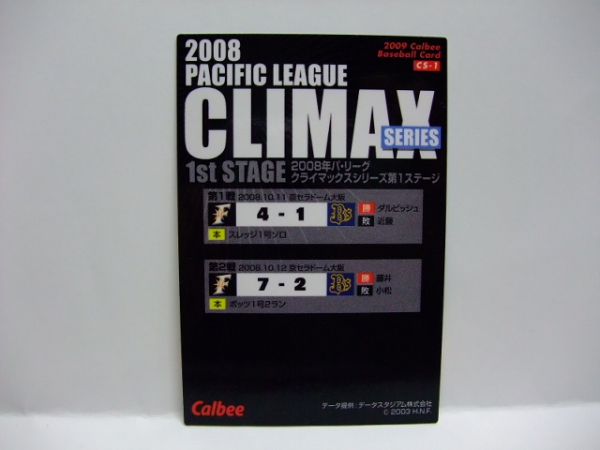 2008
PACIFIC LEAGUE
CLIMAX
SERIES
2009 Calbee
Baseball Card
CS-1
1st STAGE
2008年パ・リーグ
クライマックスシリーズ第1ステージ
第1戦 2008.10.11 京セラドーム大阪
F 4 - 1 Bs
勝 ダルビッシュ
敗 近藤
本 スレッジ1号ソロ
第2戦 2008.10.12 京セラドーム大阪
F 7 - 2 Bs
勝 藤井
敗 小松
本 ボッツ1号2ラン
Calbee
データ提供：データスタジアム株式会社
© 2003 H.N.F.